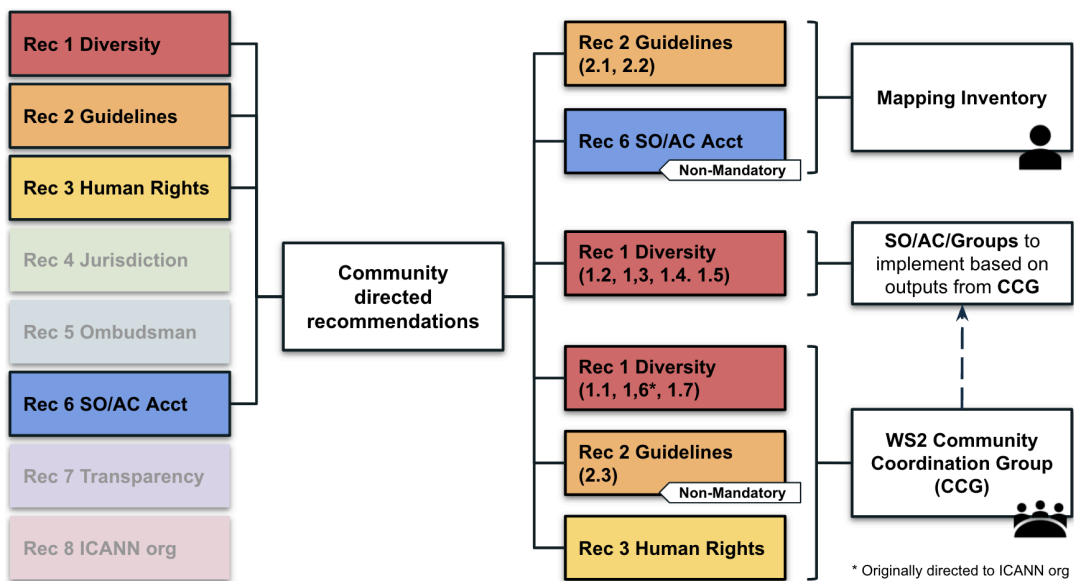 Rec 1 Diversity
Rec 2 Guidelines
Rec 3 Human Rights
Rec 4 Jurisdiction
Rec 5 Ombudsman
Rec 6 SO/AC Acct
Rec 7 Transparency
Rec 8 ICANN org
Community
directed
recommendations
Rec 2 Guidelines
(2.1, 2.2)
Rec 6 SO/AC Acct
Non-Mandatory
Rec 1 Diversity
(1.2, 1,3, 1.4. 1.5)
Rec 1 Diversity
(1.1, 1,6*, 1.7)
Rec 2 Guidelines
(2.3)
Non-Mandatory
Rec 3 Human Rights
Mapping Inventory
SO/AC/Groups to
implement based on
outputs from CCG
WS2 Community
Coordination Group
(CCG)
* Originally directed to ICANN org